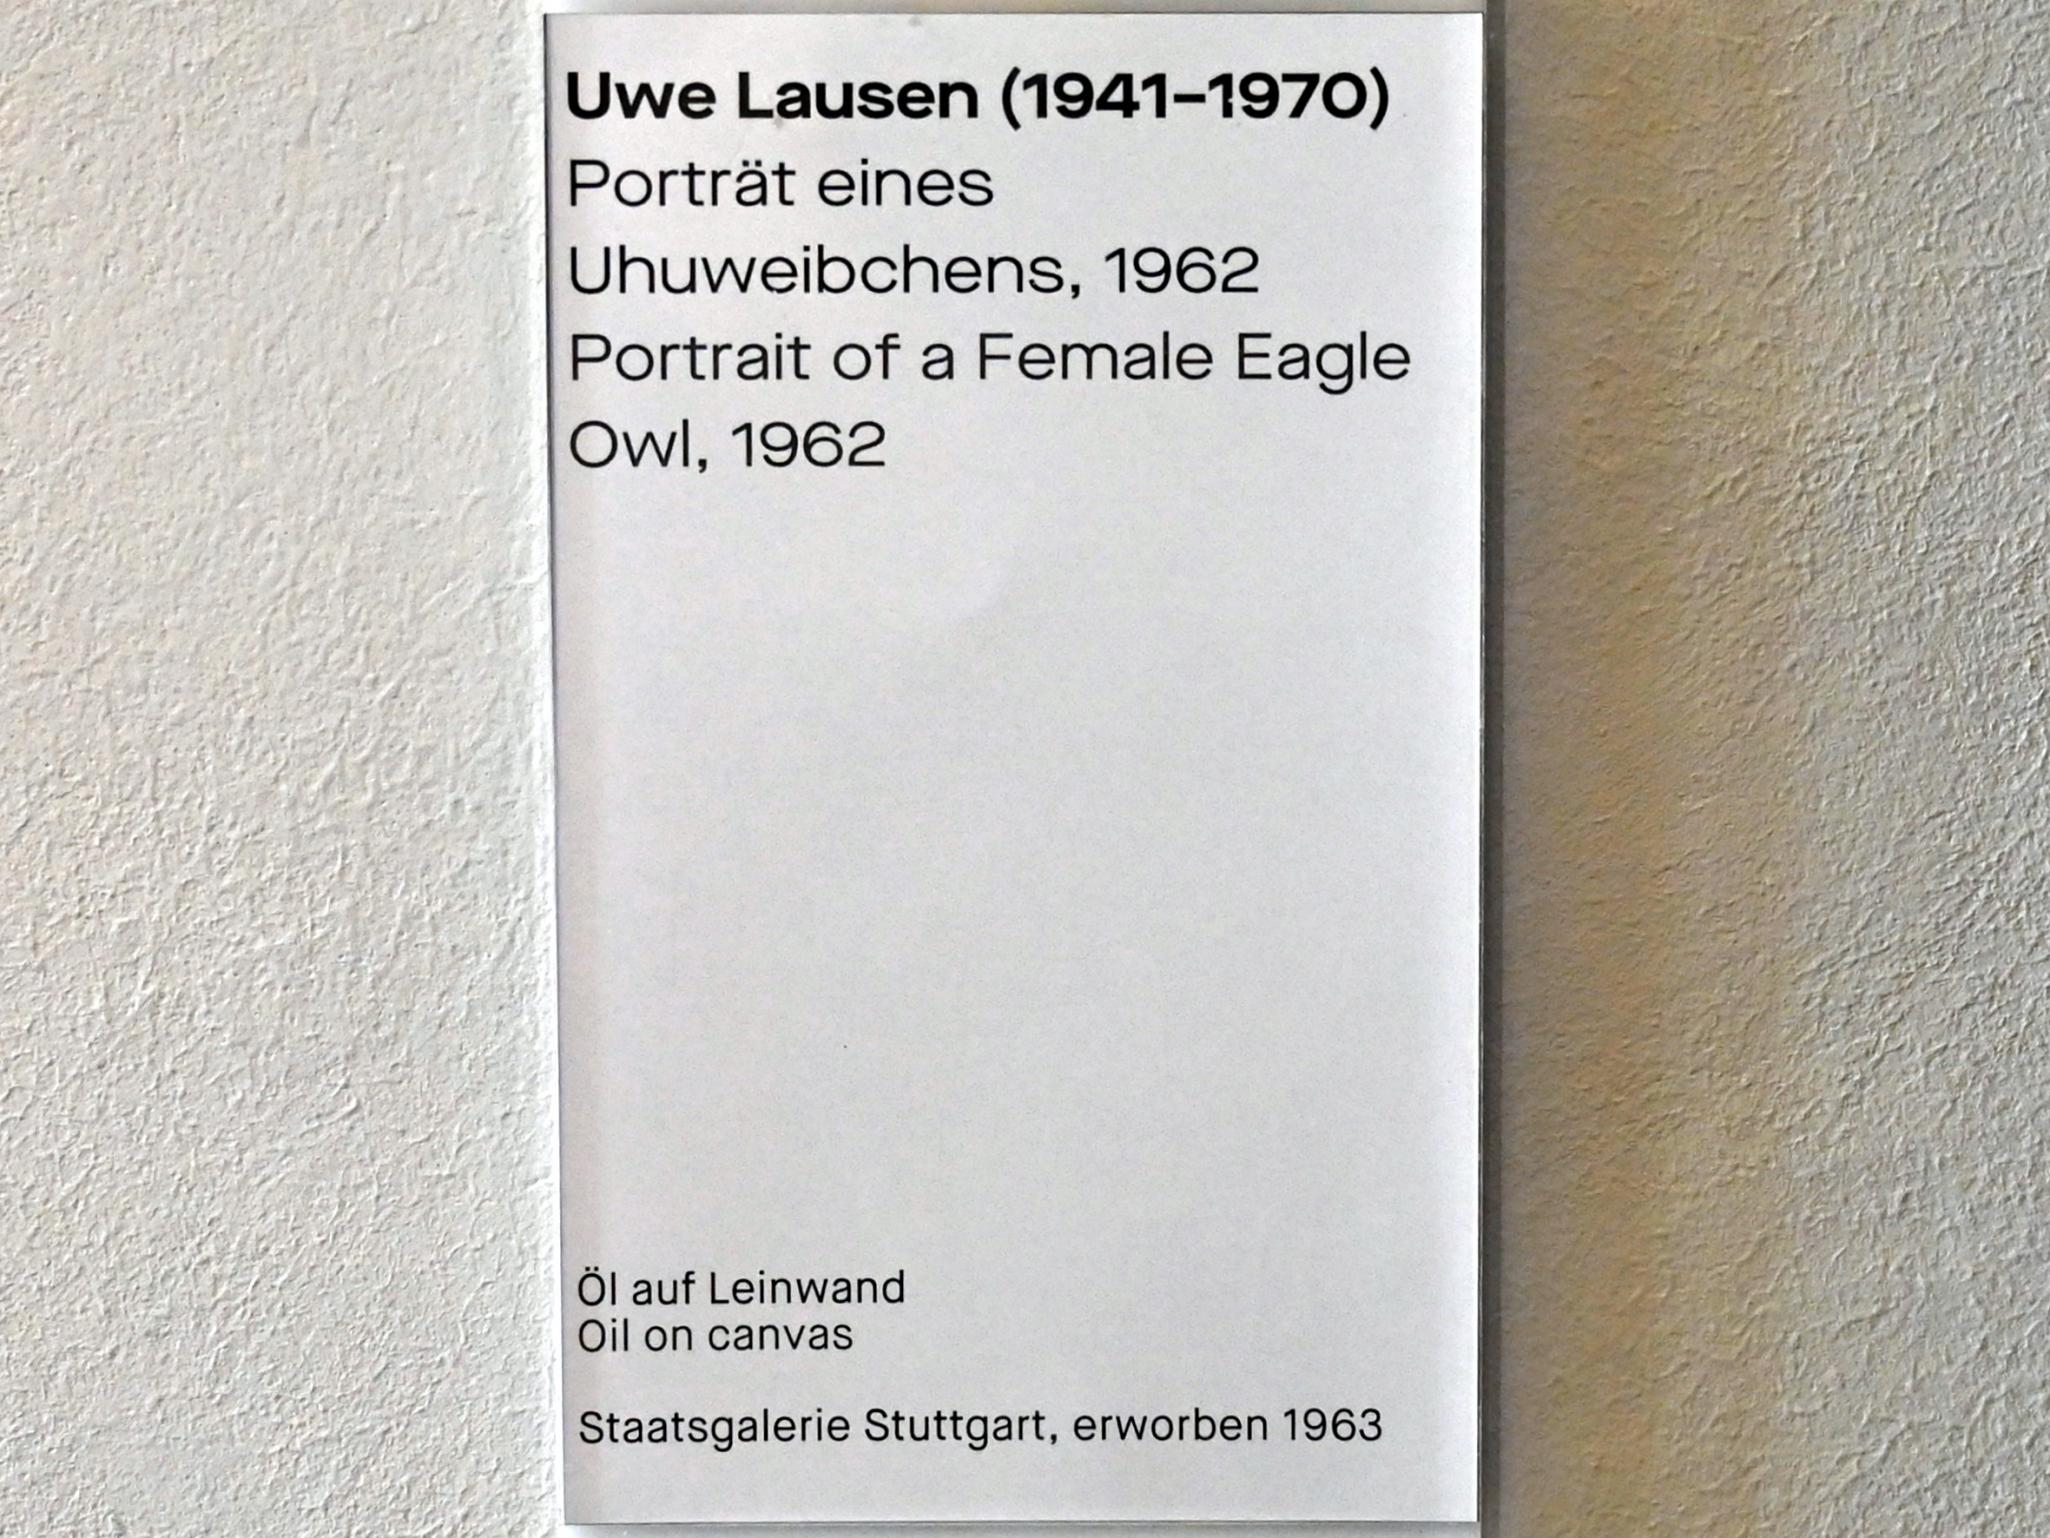 Uwe Lausen (1941–1970)
Porträt eines
Uhuweibchens, 1962
Portrait of a Female Eagle
Owl, 1962
Öl auf Leinwand
Oil on canvas
Staatsgalerie Stuttgart, erworben 1963